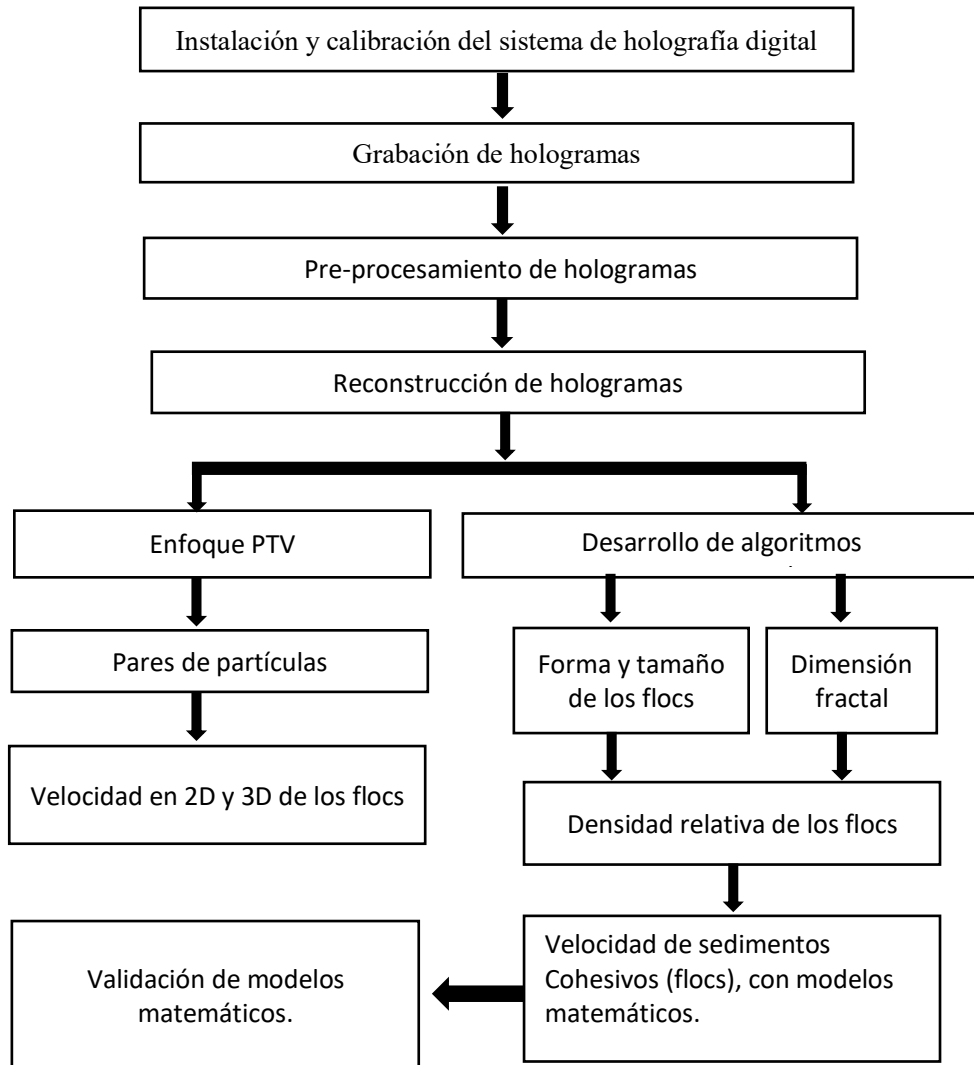 Instalación y calibración del sistema de holografía digital
Grabación de hologramas
Pre-procesamiento de hologramas
Reconstrucción de hologramas
Enfoque PTV
Desarrollo de algoritmos
Pares de partículas
Forma y tamaño
de los flocs
Dimensión
fractal
Velocidad en 2D y 3D de los flocs
Densidad relativa de los flocs
Validación de modelos
matemáticos.
Velocidad de sedimentos
Cohesivos (flocs), con modelos
matemáticos.